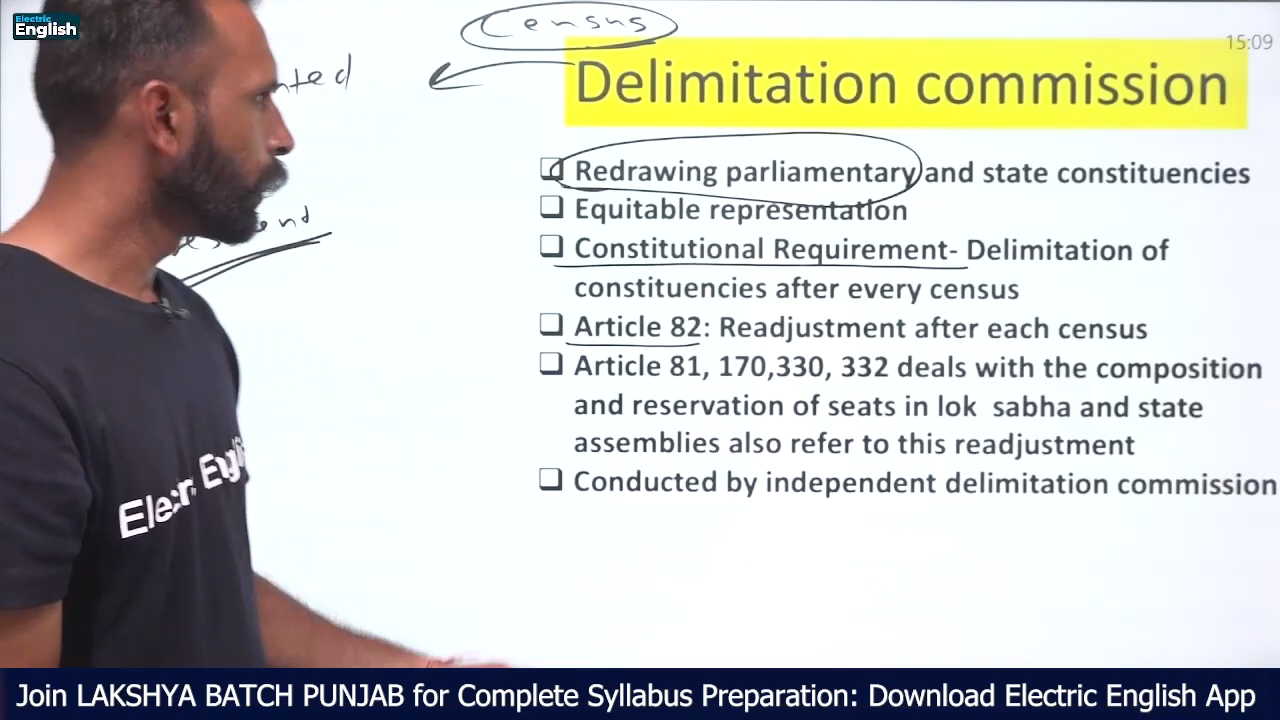 Electric
English
Census
15:09
Delimitation commission
Redrawing parliamentary and state constituencies
Equitable representation
Constitutional Requirement- Delimitation of
constituencies after every census
Article 82: Readjustment after each census
Article 81, 170,330, 332 deals with the composition
and reservation of seats in lok sabha and state
assemblies also refer to this readjustment
Conducted by independent delimitation commission
Join LAKSHYA BATCH PUNJAB for Complete Syllabus Preparation: Download Electric English App